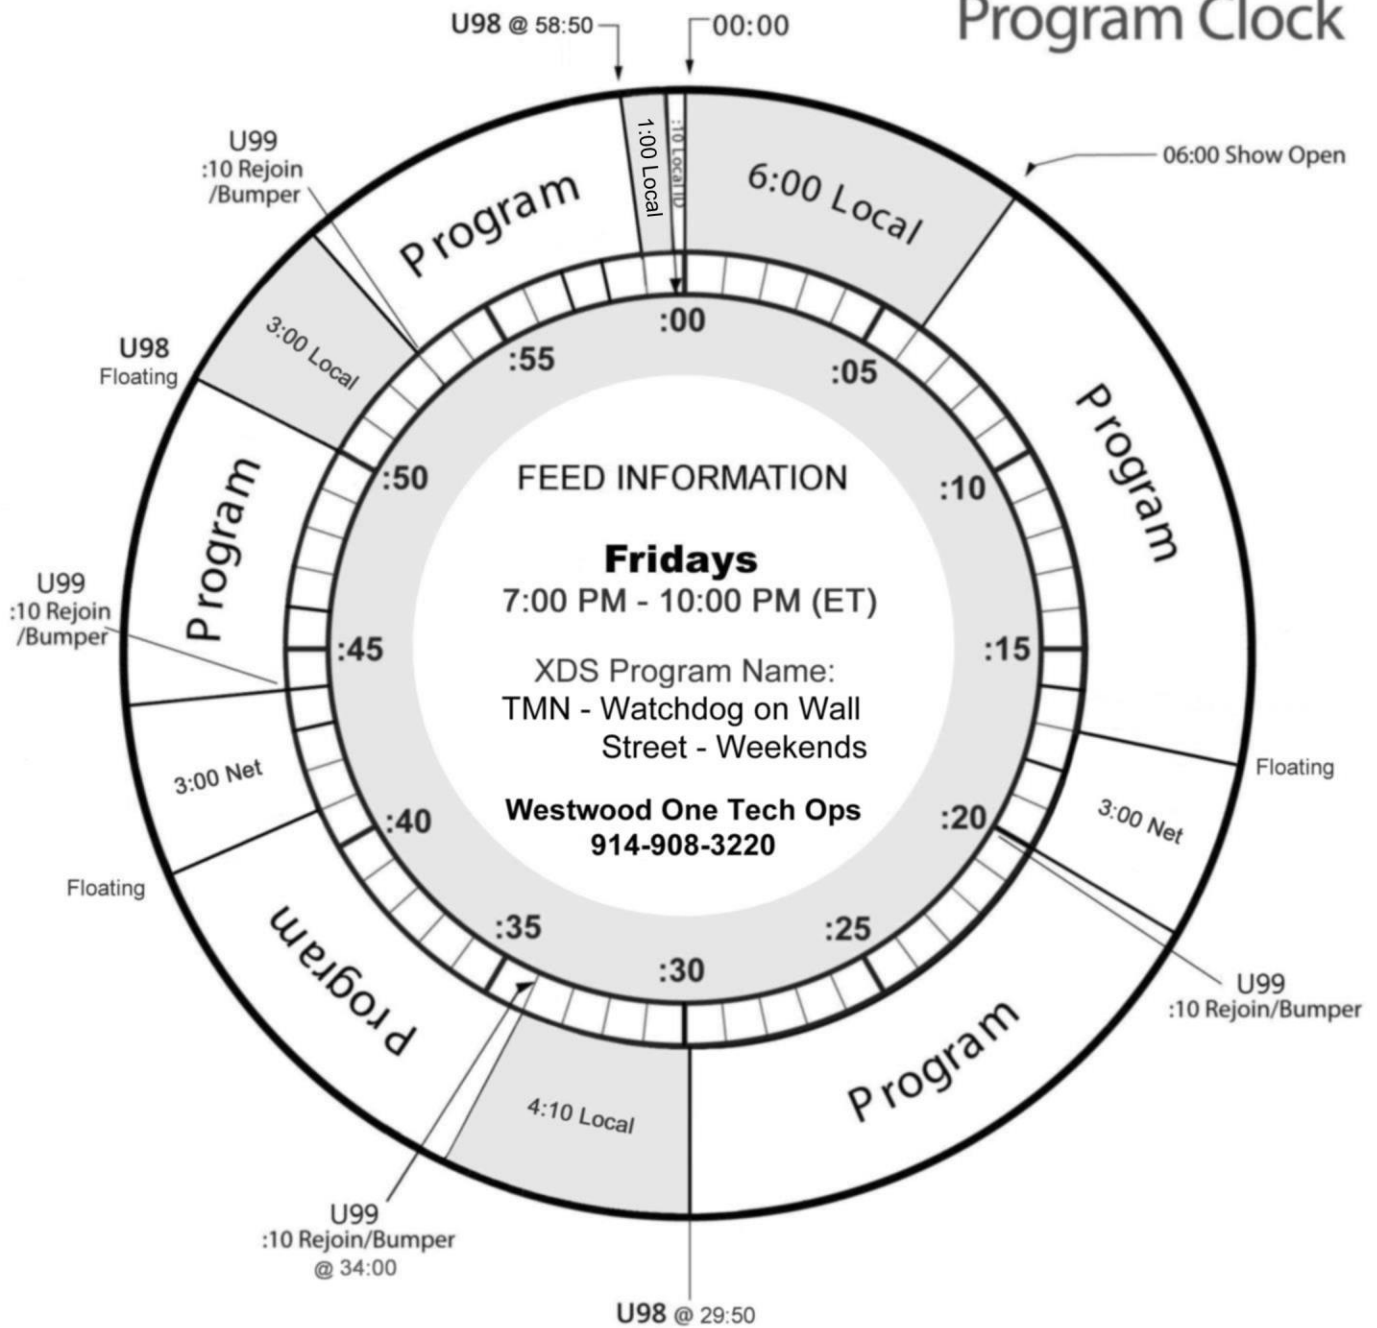 Program Clock
U98 @ 58:50
00:00
U99
:10 Rejoin
/Bumper
Program
1:00 Local
:10 Local ID
6:00 Local
06:00 Show Open
3:00 Local
U98
Floating
:00
:55
:05
Program
Program
:50
:10
FEED INFORMATION
Fridays
7:00 PM - 10:00 PM (ET)
U99
:10 Rejoin
/Bumper
:45
:15
XDS Program Name:
TMN - Watchdog on Wall
Street - Weekends
3:00 Net
Floating
Westwood One Tech Ops
914-908-3220
:40
:20
3:00 Net
Floating
:35
:25
:30
Program
Program
U99
:10 Rejoin/Bumper
4:10 Local
U99
:10 Rejoin/Bumper
@ 34:00
U98 @ 29:50